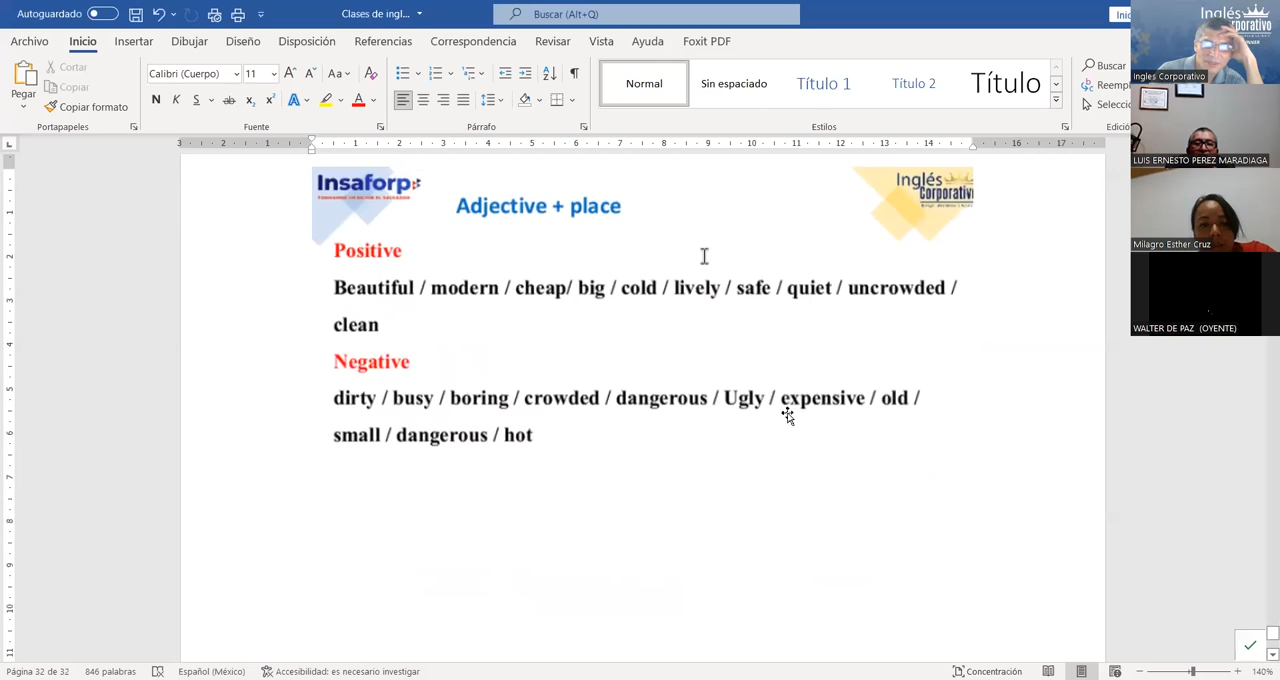 Autoguardado
Clases de ingl...
Buscar (Alt+Q)
Archivo Inicio Insertar Dibujar Diseño Disposición Referencias Correspondencia Revisar Vista Ayuda Foxit PDF
Pegar
Cortar
Copiar
Copiar formato
Portapapeles
Calibri (Cuerpo) 11
Fuente
Párrafo
Normal
Sin espaciado
Título 1
Título 2
Título
Estilos
Buscar
Inglés
Corporativo
Ingles Corporativo
LUIS ERNESTO PEREZ MARADIAGA
Milagro Esther Cruz
WALTER DE PAZ (OYENTE)
Insaforp
Inglés
Corporativo
Adjective + place
Positive
Beautiful / modern / cheap/ big / cold / lively / safe / quiet / uncrowded /
clean
Negative
dirty / busy / boring / crowded / dangerous / Ugly / expensive / old /
small / dangerous / hot
Página 32 de 32 846 palabras Español (México) Accesibilidad: es necesario investigar Concentración 140%